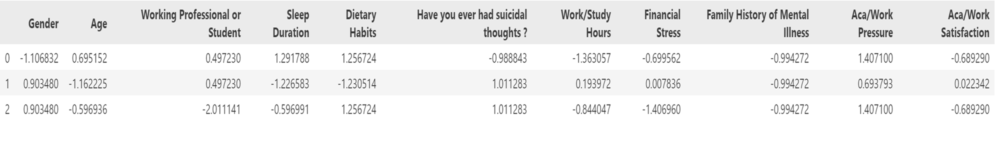 Gender Age Working Professional or Student Sleep Duration Dietary Habits Have you ever had suicidal thoughts ? Work/Study Hours Financial Stress Family History of Mental Illness Aca/Work Pressure Aca/Work Satisfaction
0 -1.106832 0.695152 0.497230 1.291788 1.256724 -0.988843 -1.363057 -0.699562 -0.994272 1.407100 -0.689290
1 0.903480 -1.162225 0.497230 -1.226583 -1.230514 1.011283 0.193972 0.007836 -0.994272 0.693793 0.022342
2 0.903480 -0.596936 -2.011141 -0.596991 1.256724 1.011283 -0.844047 -1.406960 -0.994272 1.407100 -0.689290